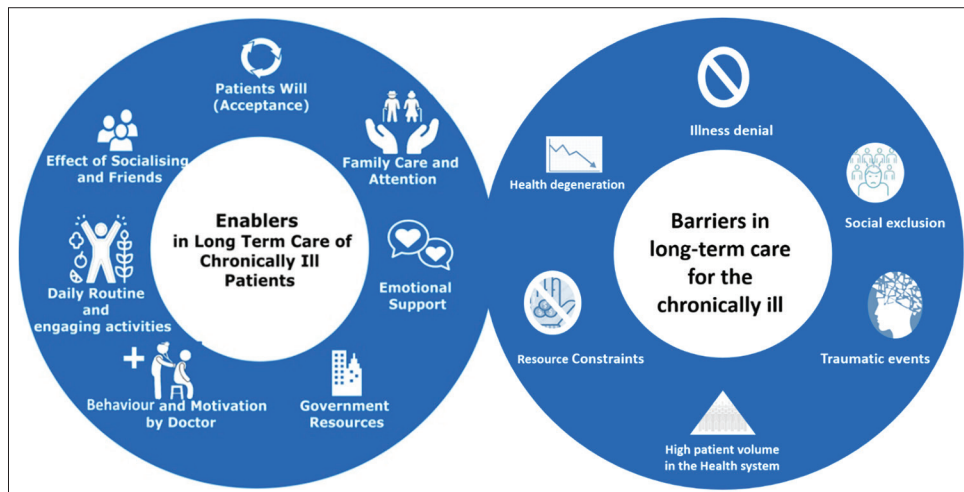 Patients Will
(Acceptance)
Family Care and
Attention
Emotional
Support
Government
Resources
Behaviour and Motivation
by Doctor
Daily Routine
and
engaging activities
Effect of Socialising
and Friends
Enablers
in Long Term Care of
Chronically Ill
Patients
Illness denial
Social exclusion
Traumatic events
High patient volume
in the Health system
Resource Constraints
Health degeneration
Barriers in
long-term care
for the
chronically ill